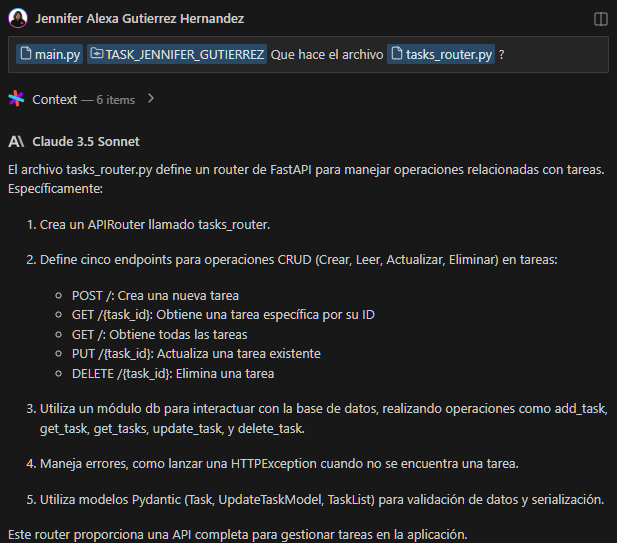 Jennifer Alexa Gutierrez Hernandez
main.py TASK_JENNIFER_GUTIERREZ Que hace el archivo tasks_router.py ?
Context — 6 items
Claude 3.5 Sonnet
El archivo tasks_router.py define un router de FastAPI para manejar operaciones relacionadas con tareas.
Específicamente:
1. Crea un APIRouter llamado tasks_router.
2. Define cinco endpoints para operaciones CRUD (Crear, Leer, Actualizar, Eliminar) en tareas:
POST /: Crea una nueva tarea
GET /{task_id}: Obtiene una tarea específica por su ID
GET /: Obtiene todas las tareas
PUT /{task_id}: Actualiza una tarea existente
DELETE /{task_id}: Elimina una tarea
3. Utiliza un módulo db para interactuar con la base de datos, realizando operaciones como add_task,
get_task, get_tasks, update_task, y delete_task.
4. Maneja errores, como lanzar una HTTPException cuando no se encuentra una tarea.
5. Utiliza modelos Pydantic (Task, UpdateTaskModel, TaskList) para validación de datos y serialización.
Este router proporciona una API completa para gestionar tareas en la aplicación.